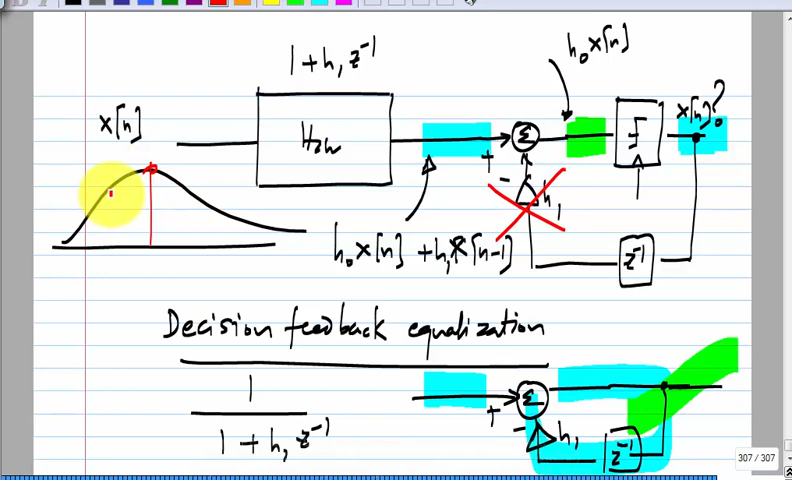 1 + h₁ z⁻¹
h₀ x[n]
x[n]
x[n]?
Σ
+
−
h₁
z⁻¹
h₀ x[n] + h₁ x[n-1]
Decision feedback equalization
1
1 + h₁ z⁻¹
Σ
+
−
h₁
z⁻¹
307 / 307